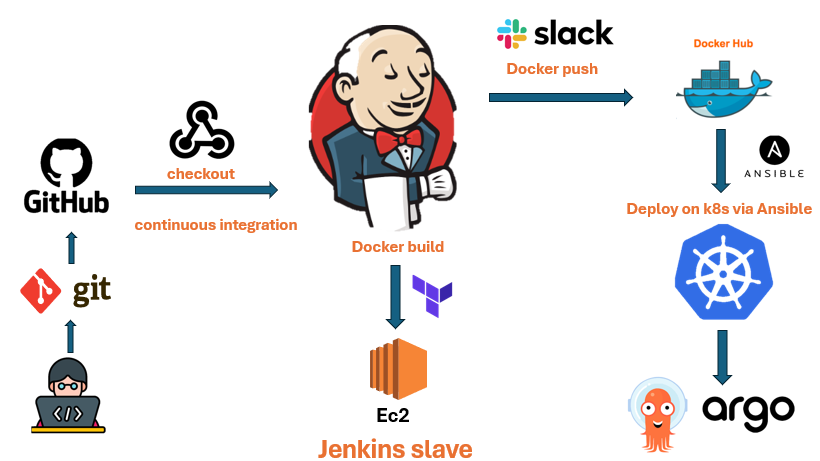 slack
Docker push
Docker Hub
ANSIBLE
checkout
GitHub
continuous integration
Deploy on k8s via Ansible
Docker build
git
</>
Ec2
argo
Jenkins slave